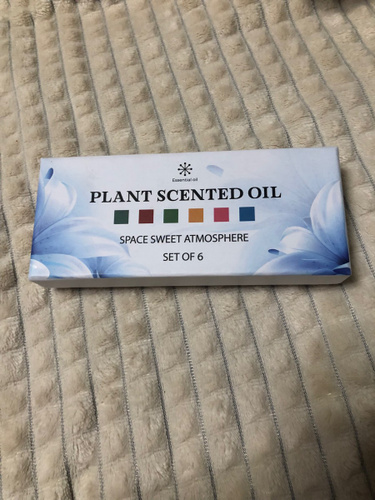 Essential oil
PLANT SCENTED OIL
SPACE SWEET ATMOSPHERE
SET OF 6